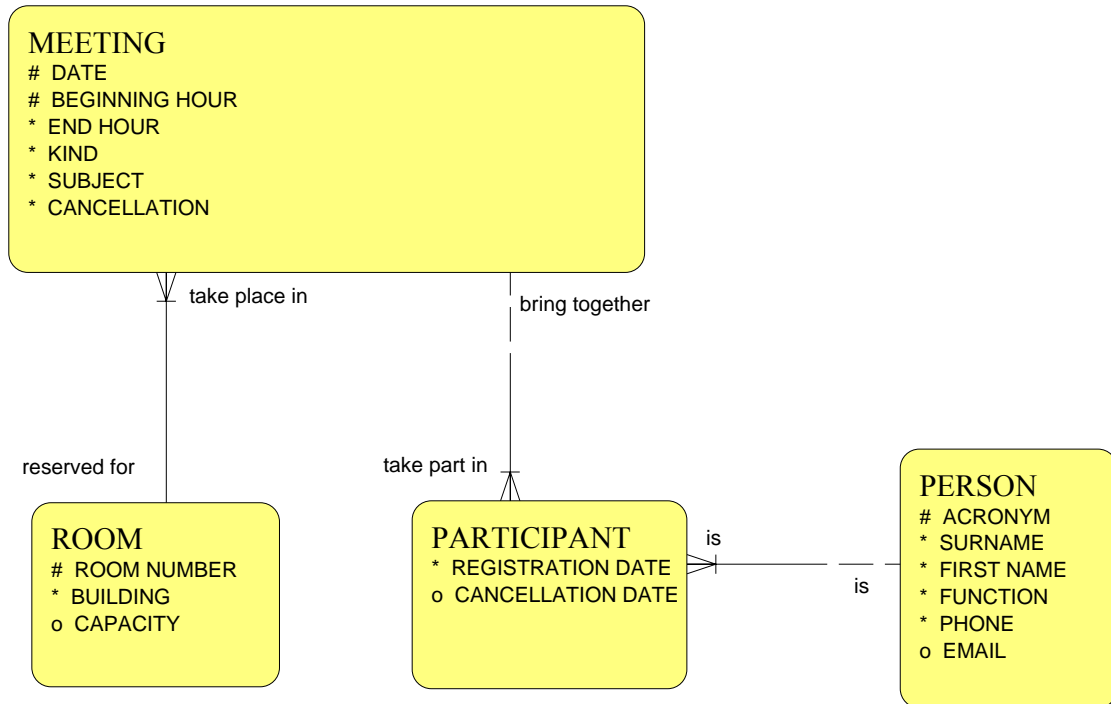 MEETING
# DATE
# BEGINNING HOUR
* END HOUR
* KIND
* SUBJECT
* CANCELLATION
take place in
bring together
reserved for
take part in
ROOM
# ROOM NUMBER
* BUILDING
o CAPACITY
PARTICIPANT
* REGISTRATION DATE
o CANCELLATION DATE
is
is
PERSON
# ACRONYM
* SURNAME
* FIRST NAME
* FUNCTION
* PHONE
o EMAIL